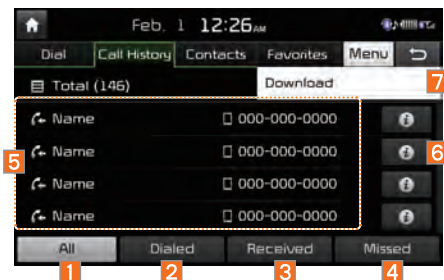 Feb. 1 12:26AM
Dial Call History Contacts Favorites Menu
Total (146) Download 7
Name 000-000-0000
Name 000-000-0000 6
5
Name 000-000-0000
Name 000-000-0000
All Dialed Received Missed
1 2 3 4